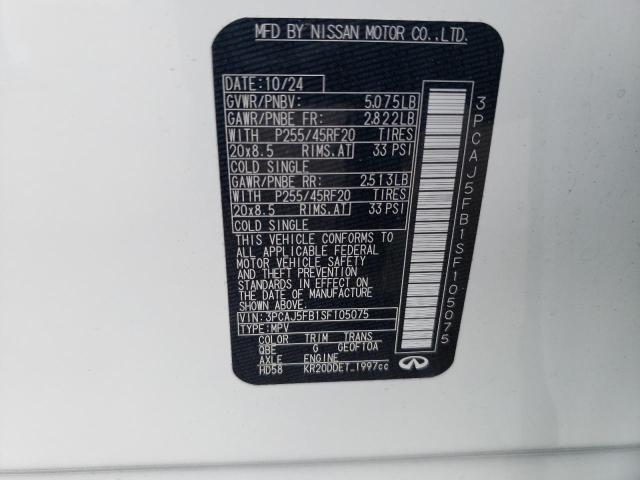 MFD BY NISSAN MOTOR CO.,LTD.
DATE: 10/24
GVWR/PNBV: 5,075LB
GAWR/PNBE FR: 2,822LB
WITH P255/45RF20 TIRES
20x8.5 RIMS.AT 33 PSI
COLD SINGLE
GAWR/PNBE RR: 2,513LB
WITH P255/45RF20 TIRES
20x8.5 RIMS.AT 33 PSI
COLD SINGLE
THIS VEHICLE CONFORMS TO
ALL APPLICABLE FEDERAL
MOTOR VEHICLE SAFETY
AND THEFT PREVENTION
STANDARDS IN EFFECT ON
THE DATE OF MANUFACTURE
SHOWN ABOVE.
VIN: 3PCAJ5FB1SF105075
TYPE: MPV
COLOR TRIM TRANS
QBE G GEOFTOA
AXLE ENGINE
HD58 KR20DDET_1997cc
3PCAJ5FB1SF105075